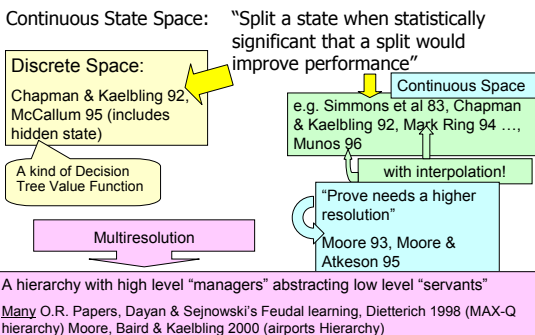 Continuous State Space:
"Split a state when statistically
significant that a split would
improve performance"
Discrete Space:
Chapman & Kaelbling 92,
McCallum 95 (includes
hidden state)
A kind of Decision
Tree Value Function
Continuous Space
e.g. Simmons et al 83, Chapman
& Kaelbling 92, Mark Ring 94 …,
Munos 96
with interpolation!
"Prove needs a higher
resolution"
Moore 93, Moore &
Atkeson 95
Multiresolution
A hierarchy with high level "managers" abstracting low level "servants"
Many O.R. Papers, Dayan & Sejnowski's Feudal learning, Dietterich 1998 (MAX-Q
hierarchy) Moore, Baird & Kaelbling 2000 (airports Hierarchy)